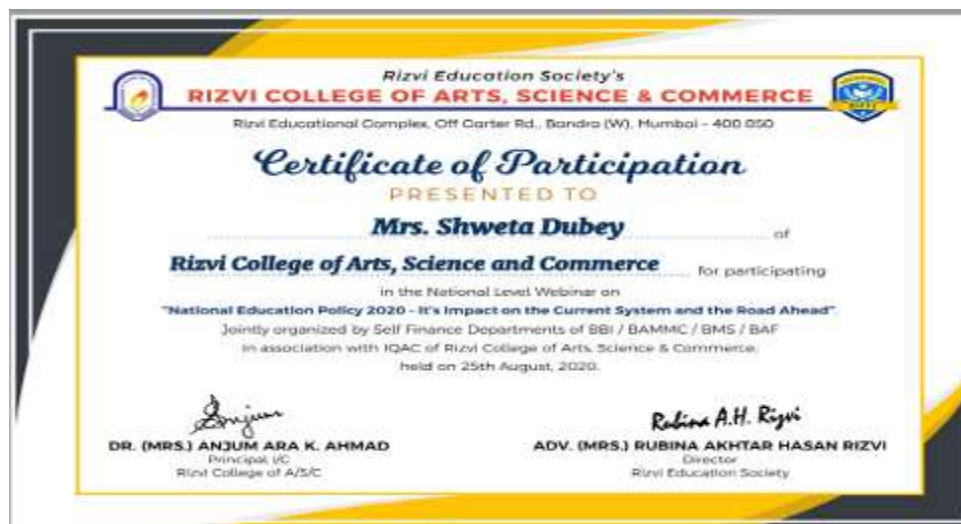 Rizvi Education Society's
RIZVI COLLEGE OF ARTS, SCIENCE & COMMERCE
Rizvi Educational Complex, Off Carter Rd., Bandra (W), Mumbai - 400 050
Certificate of Participation
PRESENTED TO
Mrs. Shweta Dubey of
Rizvi College of Arts, Science and Commerce for participating
in the National Level Webinar on
"National Education Policy 2020 - It's Impact on the Current System and the Road Ahead".
Jointly organized by Self Finance Departments of BBI / BAMMC / BMS / BAF
in association with IQAC of Rizvi College of Arts, Science & Commerce,
held on 25th August, 2020.
Anjum
Rubina A.H. Rizvi
DR. (MRS.) ANJUM ARA K. AHMAD
ADV. (MRS.) RUBINA AKHTAR HASAN RIZVI
Principal I/C
Director
Rizvi College of A/S/C
Rizvi Education Society